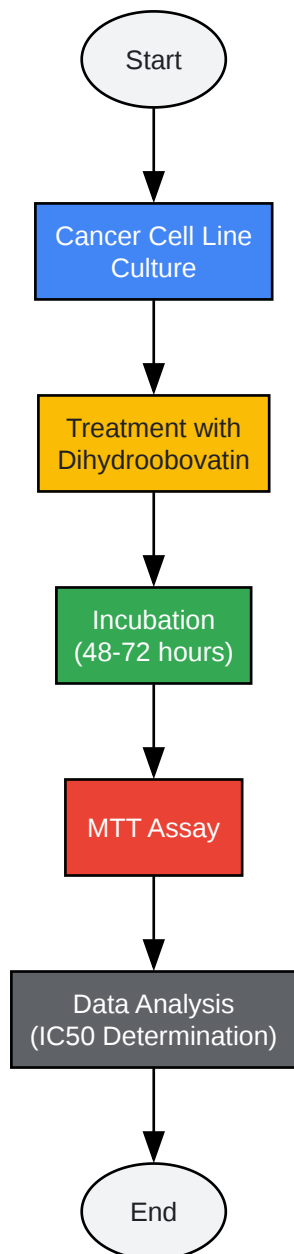 Start
Cancer Cell Line
Culture
Treatment with
Dihydroobovatin
Incubation
(48-72 hours)
MTT Assay
Data Analysis
(IC50 Determination)
End